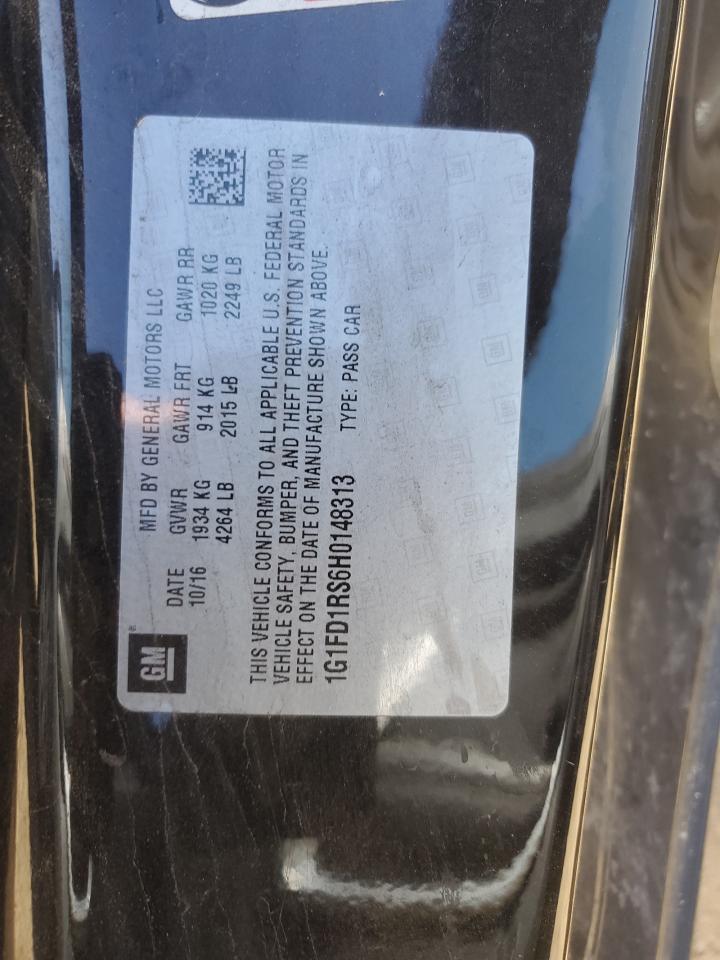 MFD BY GENERAL MOTORS LLC
DATE GVWR GAWR FRT GAWR RR
10/16 1934 KG 914 KG 1020 KG
4264 LB 2015 LB 2249 LB
THIS VEHICLE CONFORMS TO ALL APPLICABLE U.S. FEDERAL MOTOR
VEHICLE SAFETY, BUMPER, AND THEFT PREVENTION STANDARDS IN
EFFECT ON THE DATE OF MANUFACTURE SHOWN ABOVE.
1G1FD1RS6H0148313 TYPE: PASS CAR
GM